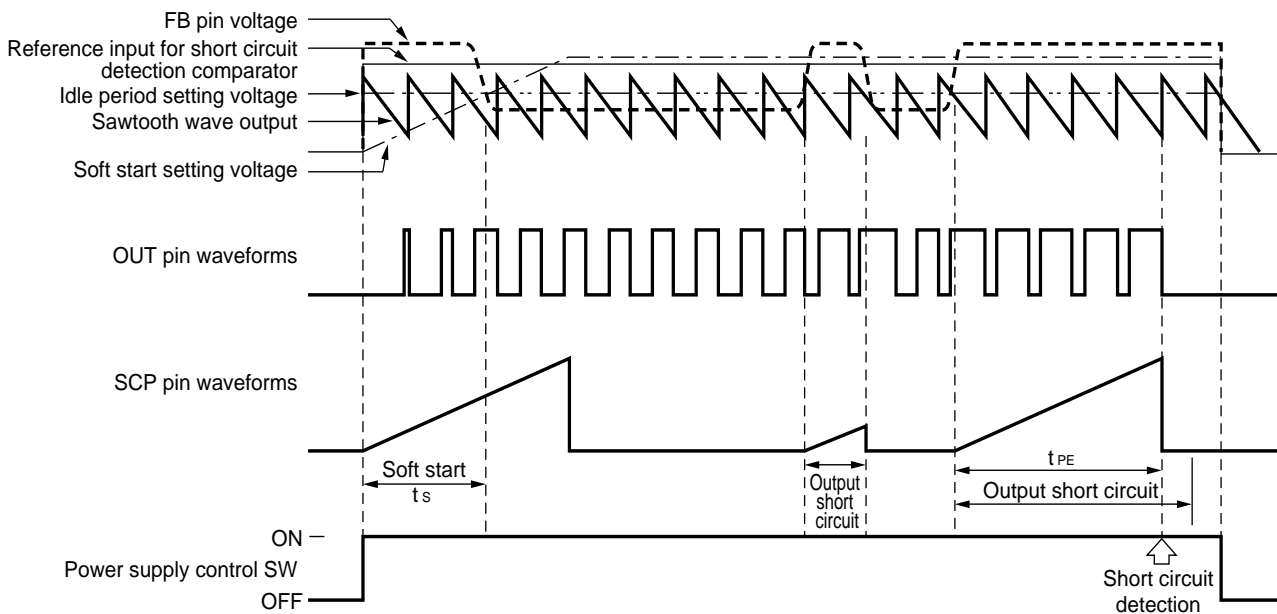 FB pin voltage
Reference input for short circuit
detection comparator
Idle period setting voltage
Sawtooth wave output
Soft start setting voltage
OUT pin waveforms
SCP pin waveforms
Soft start
t S
Output
short
circuit
t PE
Output short circuit
ON
Power supply control SW
OFF
Short circuit
detection